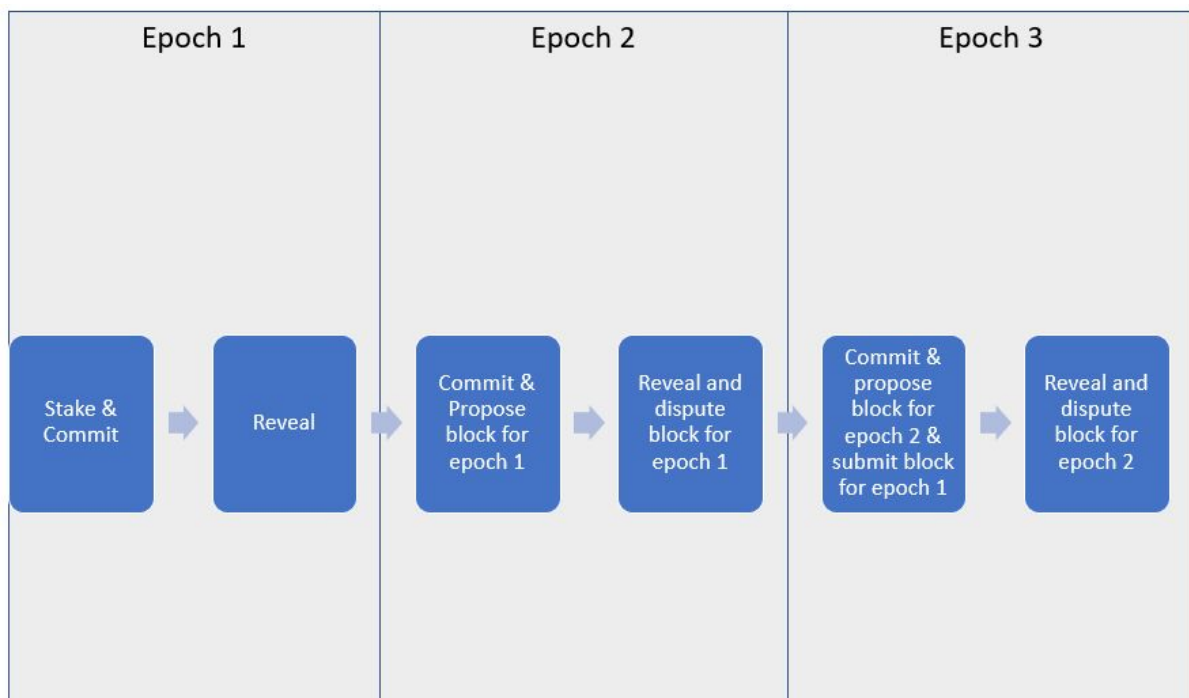 Epoch 1
Epoch 2
Epoch 3
Stake &
Commit
Reveal
Commit &
Propose
block for
epoch 1
Reveal and
dispute
block for
epoch 1
Commit &
propose
block for
epoch 2 &
submit block
for epoch 1
Reveal and
dispute
block for
epoch 2